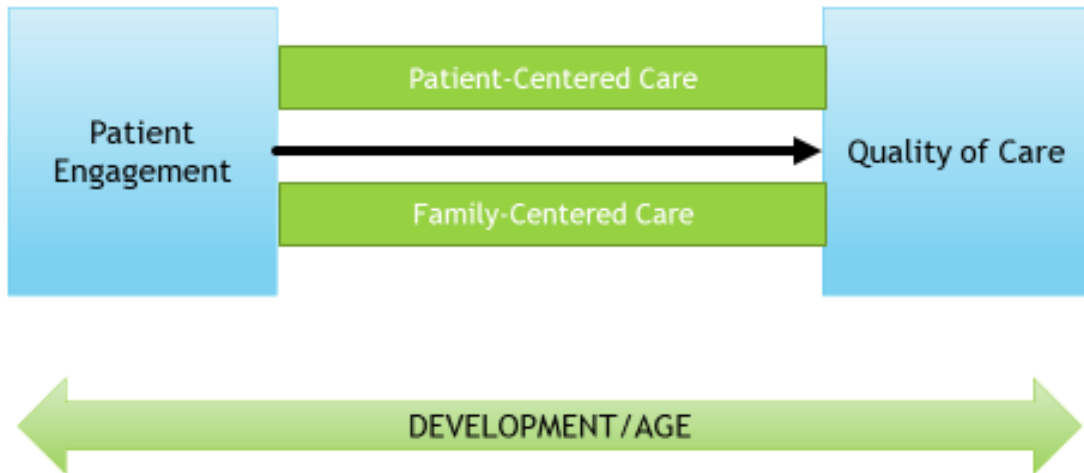 Patient-Centered Care
Patient
Engagement
Quality of Care
Family-Centered Care
DEVELOPMENT/AGE